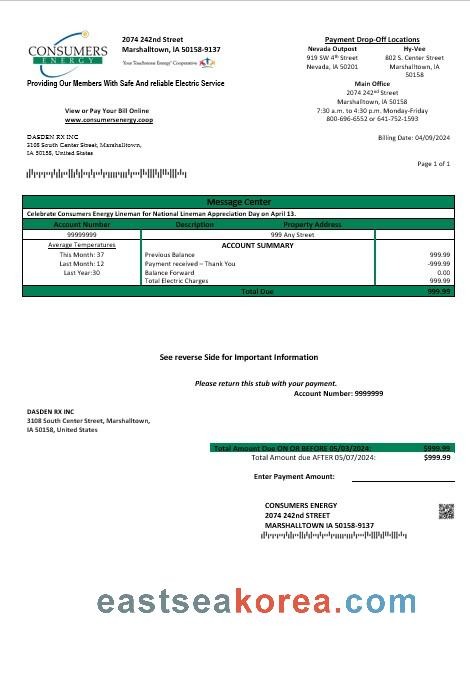 CONSUMERS
ENERGY
Providing Our Members With Safe And reliable Electric Service
2074 242nd Street
Marshalltown, IA 50158-9137
Your Touchstone Energy® Cooperative
Payment Drop-Off Locations
Nevada Outpost
919 SW 4th Street
Nevada, IA 50201
Hy-Vee
802 S. Center Street
Marshalltown, IA
50158
Main Office
2074 242nd Street
Marshalltown, IA 50158
7:30 a.m. to 4:30 p.m. Monday-Friday
800-696-6552 or 641-752-1593
View or Pay Your Bill Online
www.consumersenergy.coop
DASDEN RX INC
3108 South Center Street, Marshalltown,
IA 50158, United States
Billing Date: 04/09/2024
Page 1 of 1
Message Center
Celebrate Consumers Energy Lineman for National Lineman Appreciation Day on April 13.
Account Number Description Property Address
99999999 999 Any Street
Average Temperatures ACCOUNT SUMMARY
This Month: 37 Previous Balance 999.99
Last Month: 12 Payment received – Thank You -999.99
Last Year:30 Balance Forward 0.00
Total Electric Charges 999.99
Total Due 999.99
See reverse Side for Important Information
Please return this stub with your payment.
Account Number: 9999999
DASDEN RX INC
3108 South Center Street, Marshalltown,
IA 50158, United States
Total Amount Due ON OR BEFORE 05/03/2024: $999.99
Total Amount due AFTER 05/07/2024: $999.99
Enter Payment Amount:
CONSUMERS ENERGY
2074 242nd STREET
MARSHALLTOWN IA 50158-9137
eastseakorea.com